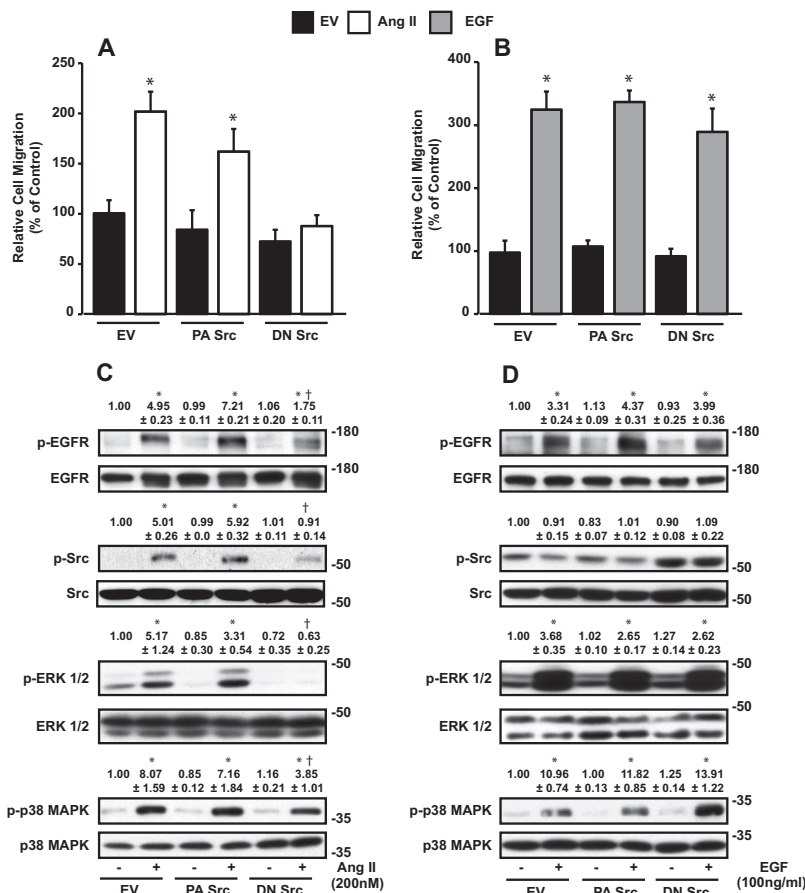 EV Ang II EGF
A
Relative Cell Migration
(% of Control)
250
200
150
100
50
0
* *
EV PA Src DN Src
B
Relative Cell Migration
(% of Control)
400
300
200
100
0
* * *
EV PA Src DN Src
C
* * * †
1.00 4.95 0.99 7.21 1.06 1.75
± 0.23 ± 0.11 ± 0.21 ± 0.20 ± 0.11
p-EGFR -180
EGFR -180
* * †
1.00 5.01 0.99 5.92 1.01 0.91
± 0.26 ± 0.0 ± 0.32 ± 0.11 ± 0.14
p-Src -50
Src -50
* * †
1.00 5.17 0.85 3.31 0.72 0.63
± 1.24 ± 0.30 ± 0.54 ± 0.35 ± 0.25
p-ERK 1/2 -50
ERK 1/2 -50
* * * †
1.00 8.07 0.85 7.16 1.16 3.85
± 1.59 ± 0.12 ± 1.84 ± 0.21 ± 1.01
p-p38 MAPK -35
p38 MAPK -35
- + - + - + Ang II
(200nM)
EV PA Src DN Src
D
* * *
1.00 3.31 1.13 4.37 0.93 3.99
± 0.24 ± 0.09 ± 0.31 ± 0.25 ± 0.36
p-EGFR -180
EGFR -180
1.00 0.91 0.83 1.01 0.90 1.09
± 0.15 ± 0.07 ± 0.12 ± 0.08 ± 0.22
p-Src -50
Src -50
* * *
1.00 3.68 1.02 2.65 1.27 2.62
± 0.35 ± 0.10 ± 0.17 ± 0.14 ± 0.23
p-ERK 1/2 -50
ERK 1/2 -50
* * *
1.00 10.96 1.00 11.82 1.25 13.91
± 0.74 ± 0.13 ± 0.85 ± 0.14 ± 1.22
p-p38 MAPK -35
p38 MAPK -35
- + - + - + EGF
(100ng/ml)
EV PA Src DN Src